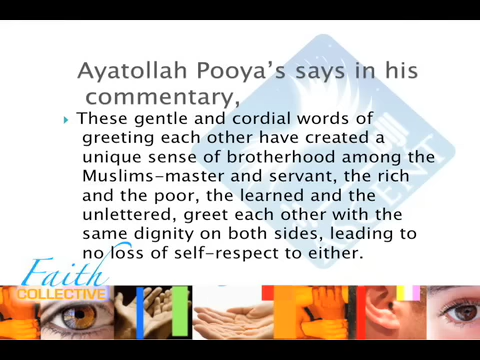 Ayatollah Pooya's says in his
commentary,
These gentle and cordial words of
greeting each other have created a
unique sense of brotherhood among the
Muslims-master and servant, the rich
and the poor, the learned and the
unlettered, greet each other with the
same dignity on both sides, leading to
no loss of self-respect to either.
Faith
COLLECTIVE